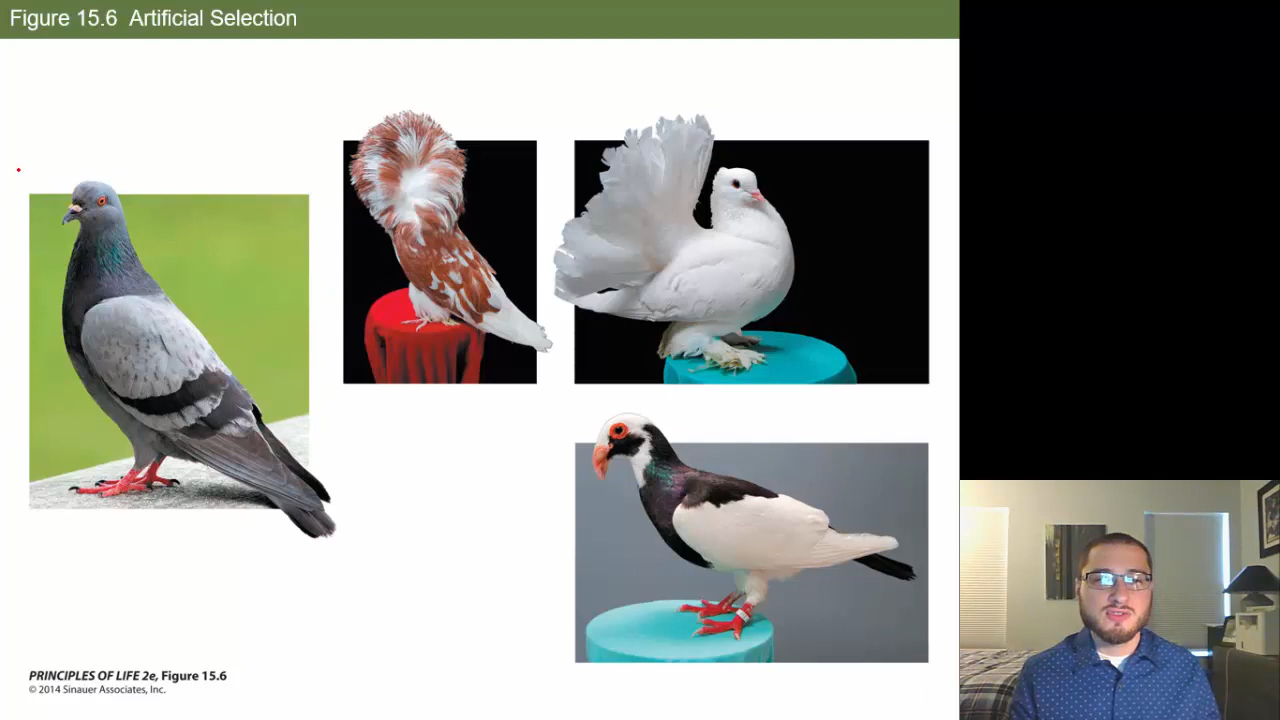 Figure 15.6 Artificial Selection
PRINCIPLES OF LIFE 2e, Figure 15.6
© 2014 Sinauer Associates, Inc.